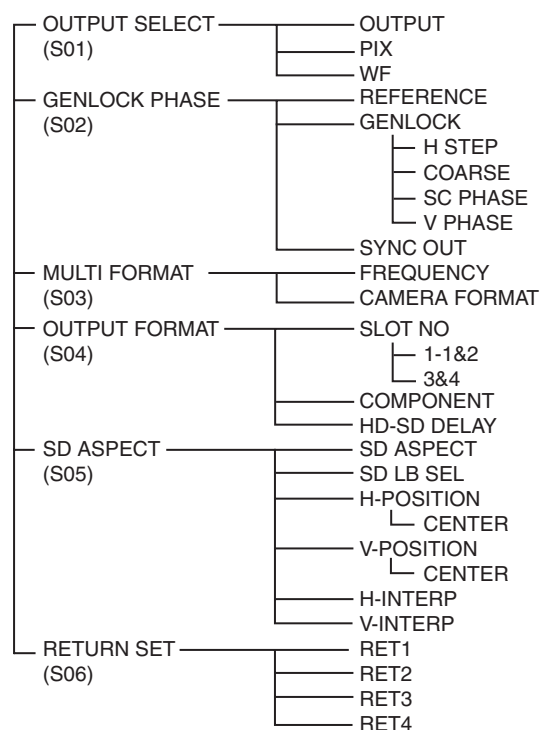 OUTPUT SELECT
(S01)
OUTPUT
PIX
WF
GENLOCK PHASE
(S02)
REFERENCE
GENLOCK
H STEP
COARSE
SC PHASE
V PHASE
SYNC OUT
MULTI FORMAT
(S03)
FREQUENCY
CAMERA FORMAT
OUTPUT FORMAT
(S04)
SLOT NO
1-1&2
3&4
COMPONENT
HD-SD DELAY
SD ASPECT
(S05)
SD ASPECT
SD LB SEL
H-POSITION
CENTER
V-POSITION
CENTER
H-INTERP
V-INTERP
RETURN SET
(S06)
RET1
RET2
RET3
RET4